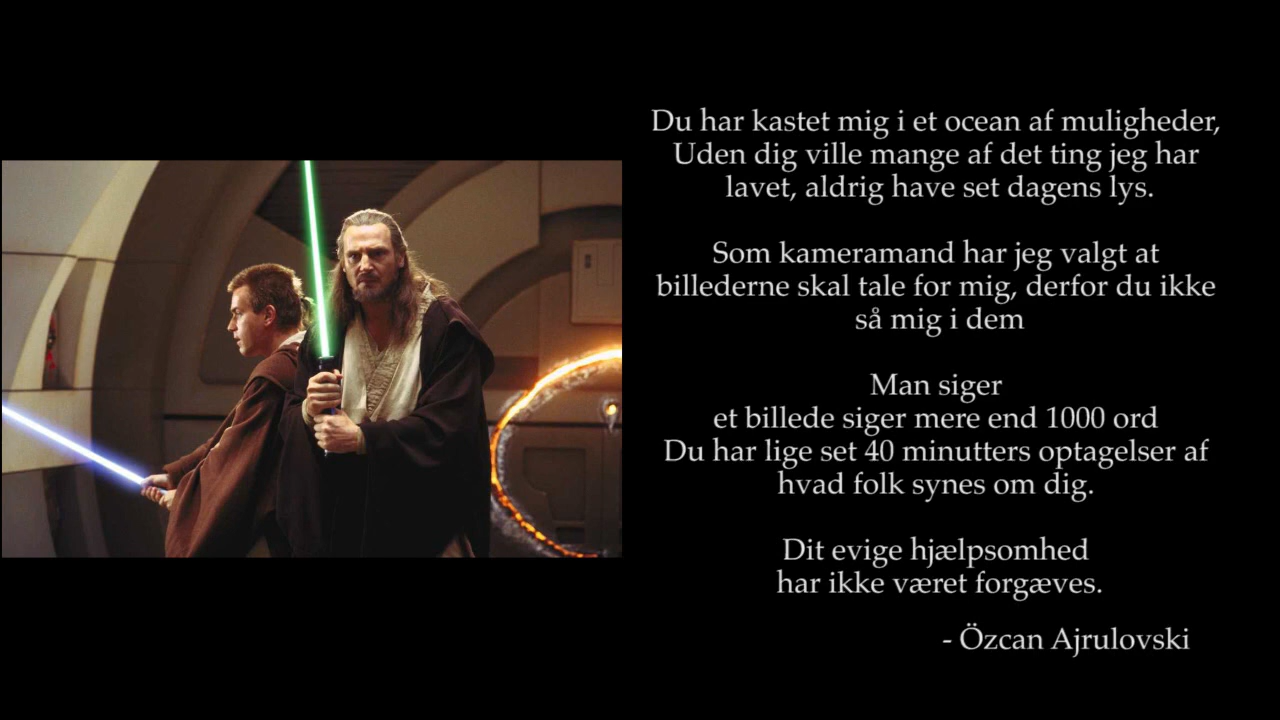 Du har kastet mig i et ocean af muligheder,
Uden dig ville mange af det ting jeg har
lavet, aldrig have set dagens lys.
Som kameramand har jeg valgt at
billederne skal tale for mig, derfor du ikke
så mig i dem
Man siger
et billede siger mere end 1000 ord
Du har lige set 40 minutters optagelser af
hvad folk synes om dig.
Dit evige hjælpsomhed
har ikke været forgæves.
- Özcan Ajrulovski